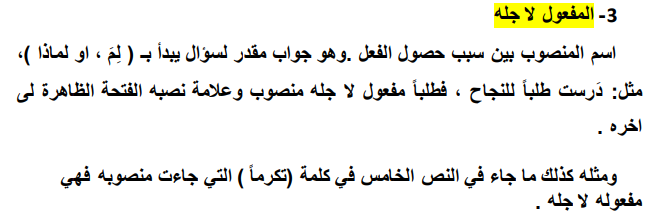 3- المفعول لا جله
اسم المنصوب بين سبب حصول الفعل .وهو جواب مقدر لسؤال يبدأ بـ ( لِمَ ، او لماذا )،
مثل: دَرست طلباً للنجاح ، فطلباً مفعول لا جله منصوب وعلامة نصبه الفتحة الظاهرة لى
اخره .
ومثله كذلك ما جاء في النص الخامس في كلمة (تكرماً ) التي جاءت منصوبه فهي
مفعوله لا جله .